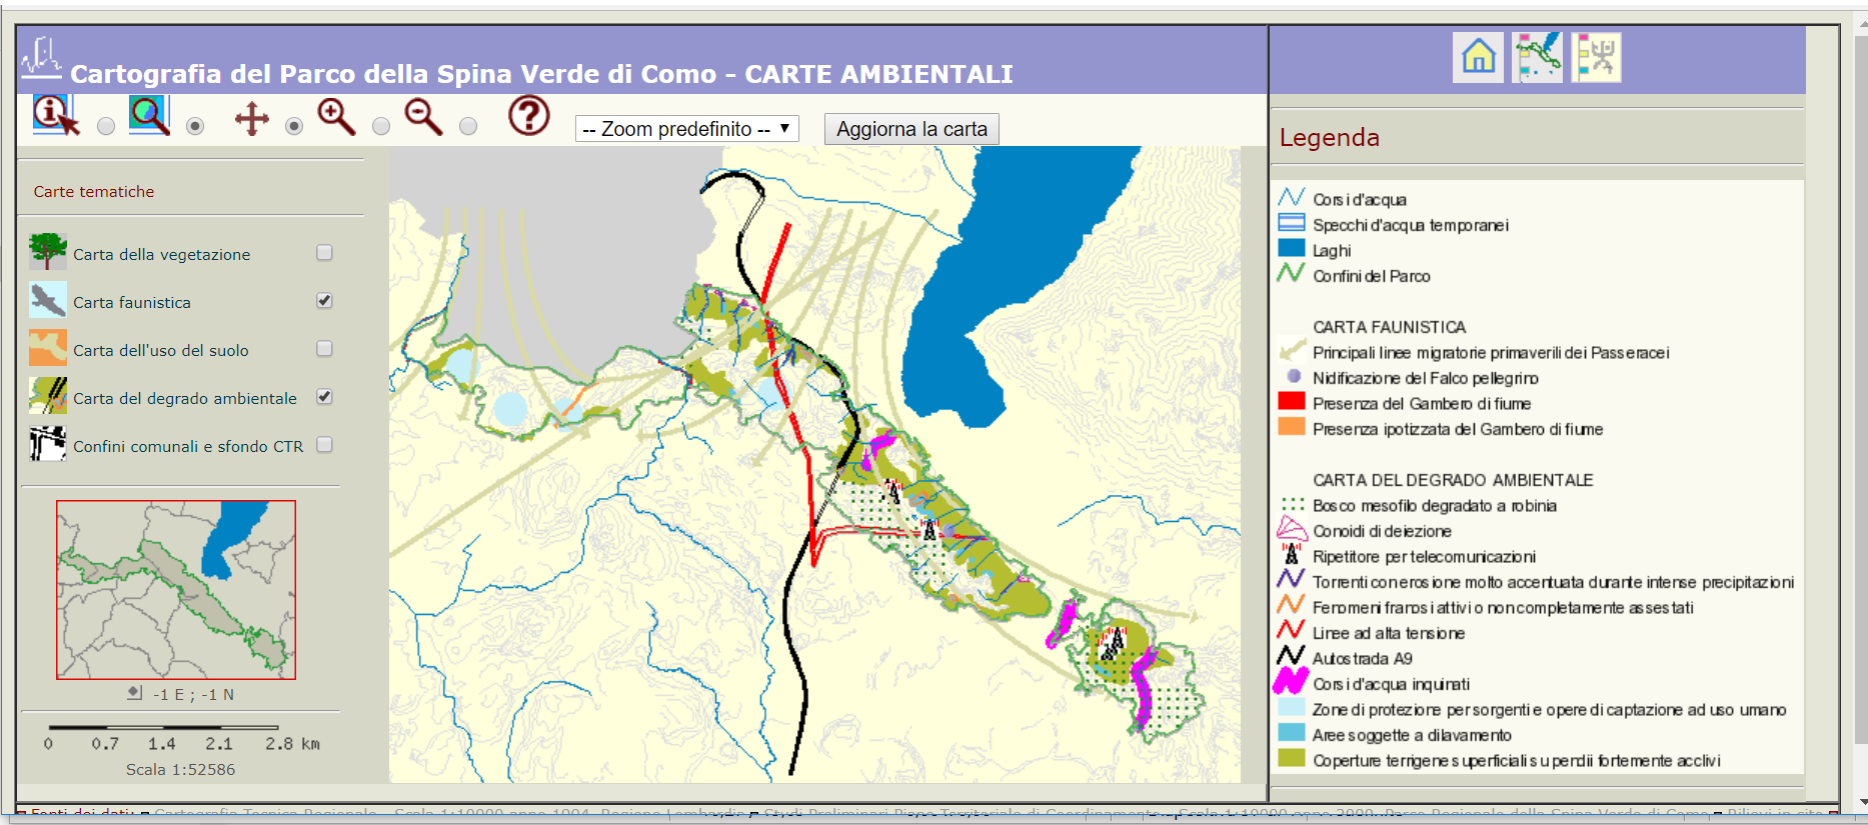 Cartografia del Parco della Spina Verde di Como - CARTE AMBIENTALI
-- Zoom predefinito --
Aggiorna la carta
Carte tematiche
Carta della vegetazione
Carta faunistica
Carta dell'uso del suolo
Carta del degrado ambientale
Confini comunali e sfondo CTR
-1 E ; -1 N
0 0.7 1.4 2.1 2.8 km
Scala 1:52586
Legenda
Corsi d'acqua
Specchi d'acqua temporanei
Laghi
Confini del Parco
CARTA FAUNISTICA
Principali linee migratorie primaverili dei Passeracei
Nidificazione del Falco pellegrino
Presenza del Gambero di fiume
Presenza ipotizzata del Gambero di fiume
CARTA DEL DEGRADO AMBIENTALE
Bosco mesofilo degradato a robinia
Conoidi di deiezione
Ripetitore per telecomunicazioni
Torrenti con erosione molto accentuata durante intense precipitazioni
Fenomeni franosi attivi o non completamente assestati
Linee ad alta tensione
Autostrada A9
Corsi d'acqua inquinati
Zone di protezione per sorgenti e opere di captazione ad uso umano
Aree soggette a dilavamento
Coperture terrigene superficiali su pendii fortemente acclivi